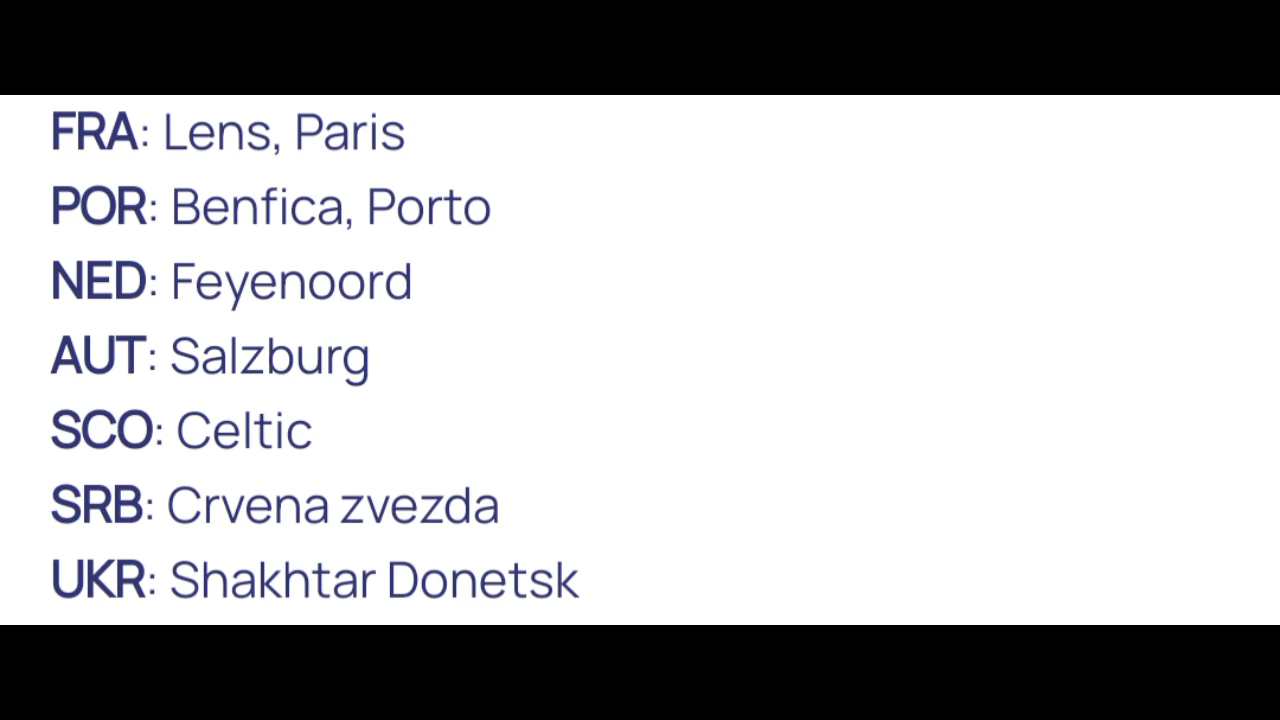 FRA: Lens, Paris
POR: Benfica, Porto
NED: Feyenoord
AUT: Salzburg
SCO: Celtic
SRB: Crvena zvezda
UKR: Shakhtar Donetsk